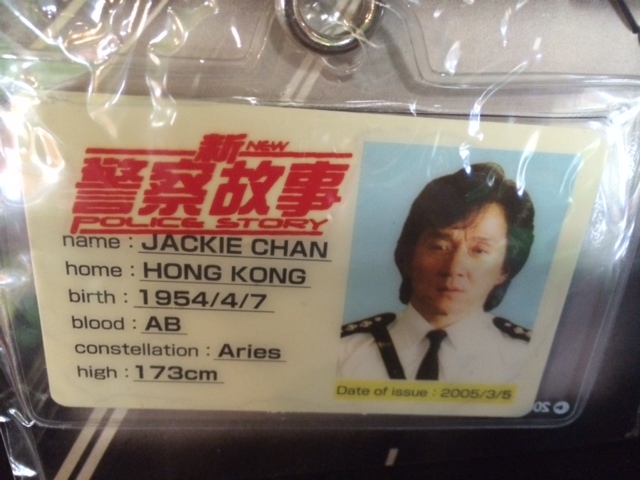 新 NEW
警察故事
POLICE STORY
name : JACKIE CHAN
home : HONG KONG
birth : 1954/4/7
blood : AB
constellation : Aries
high : 173cm
Date of issue : 2005/3/5